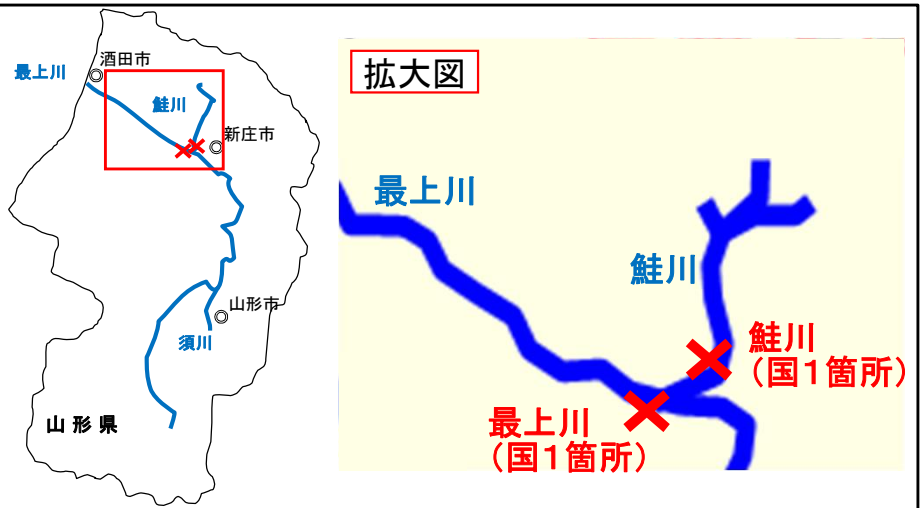 酒田市
最上川
鮭川
新庄市
山形市
須川
山形県
拡大図
最上川
鮭川
鮭川
（国１箇所）
最上川
（国１箇所）